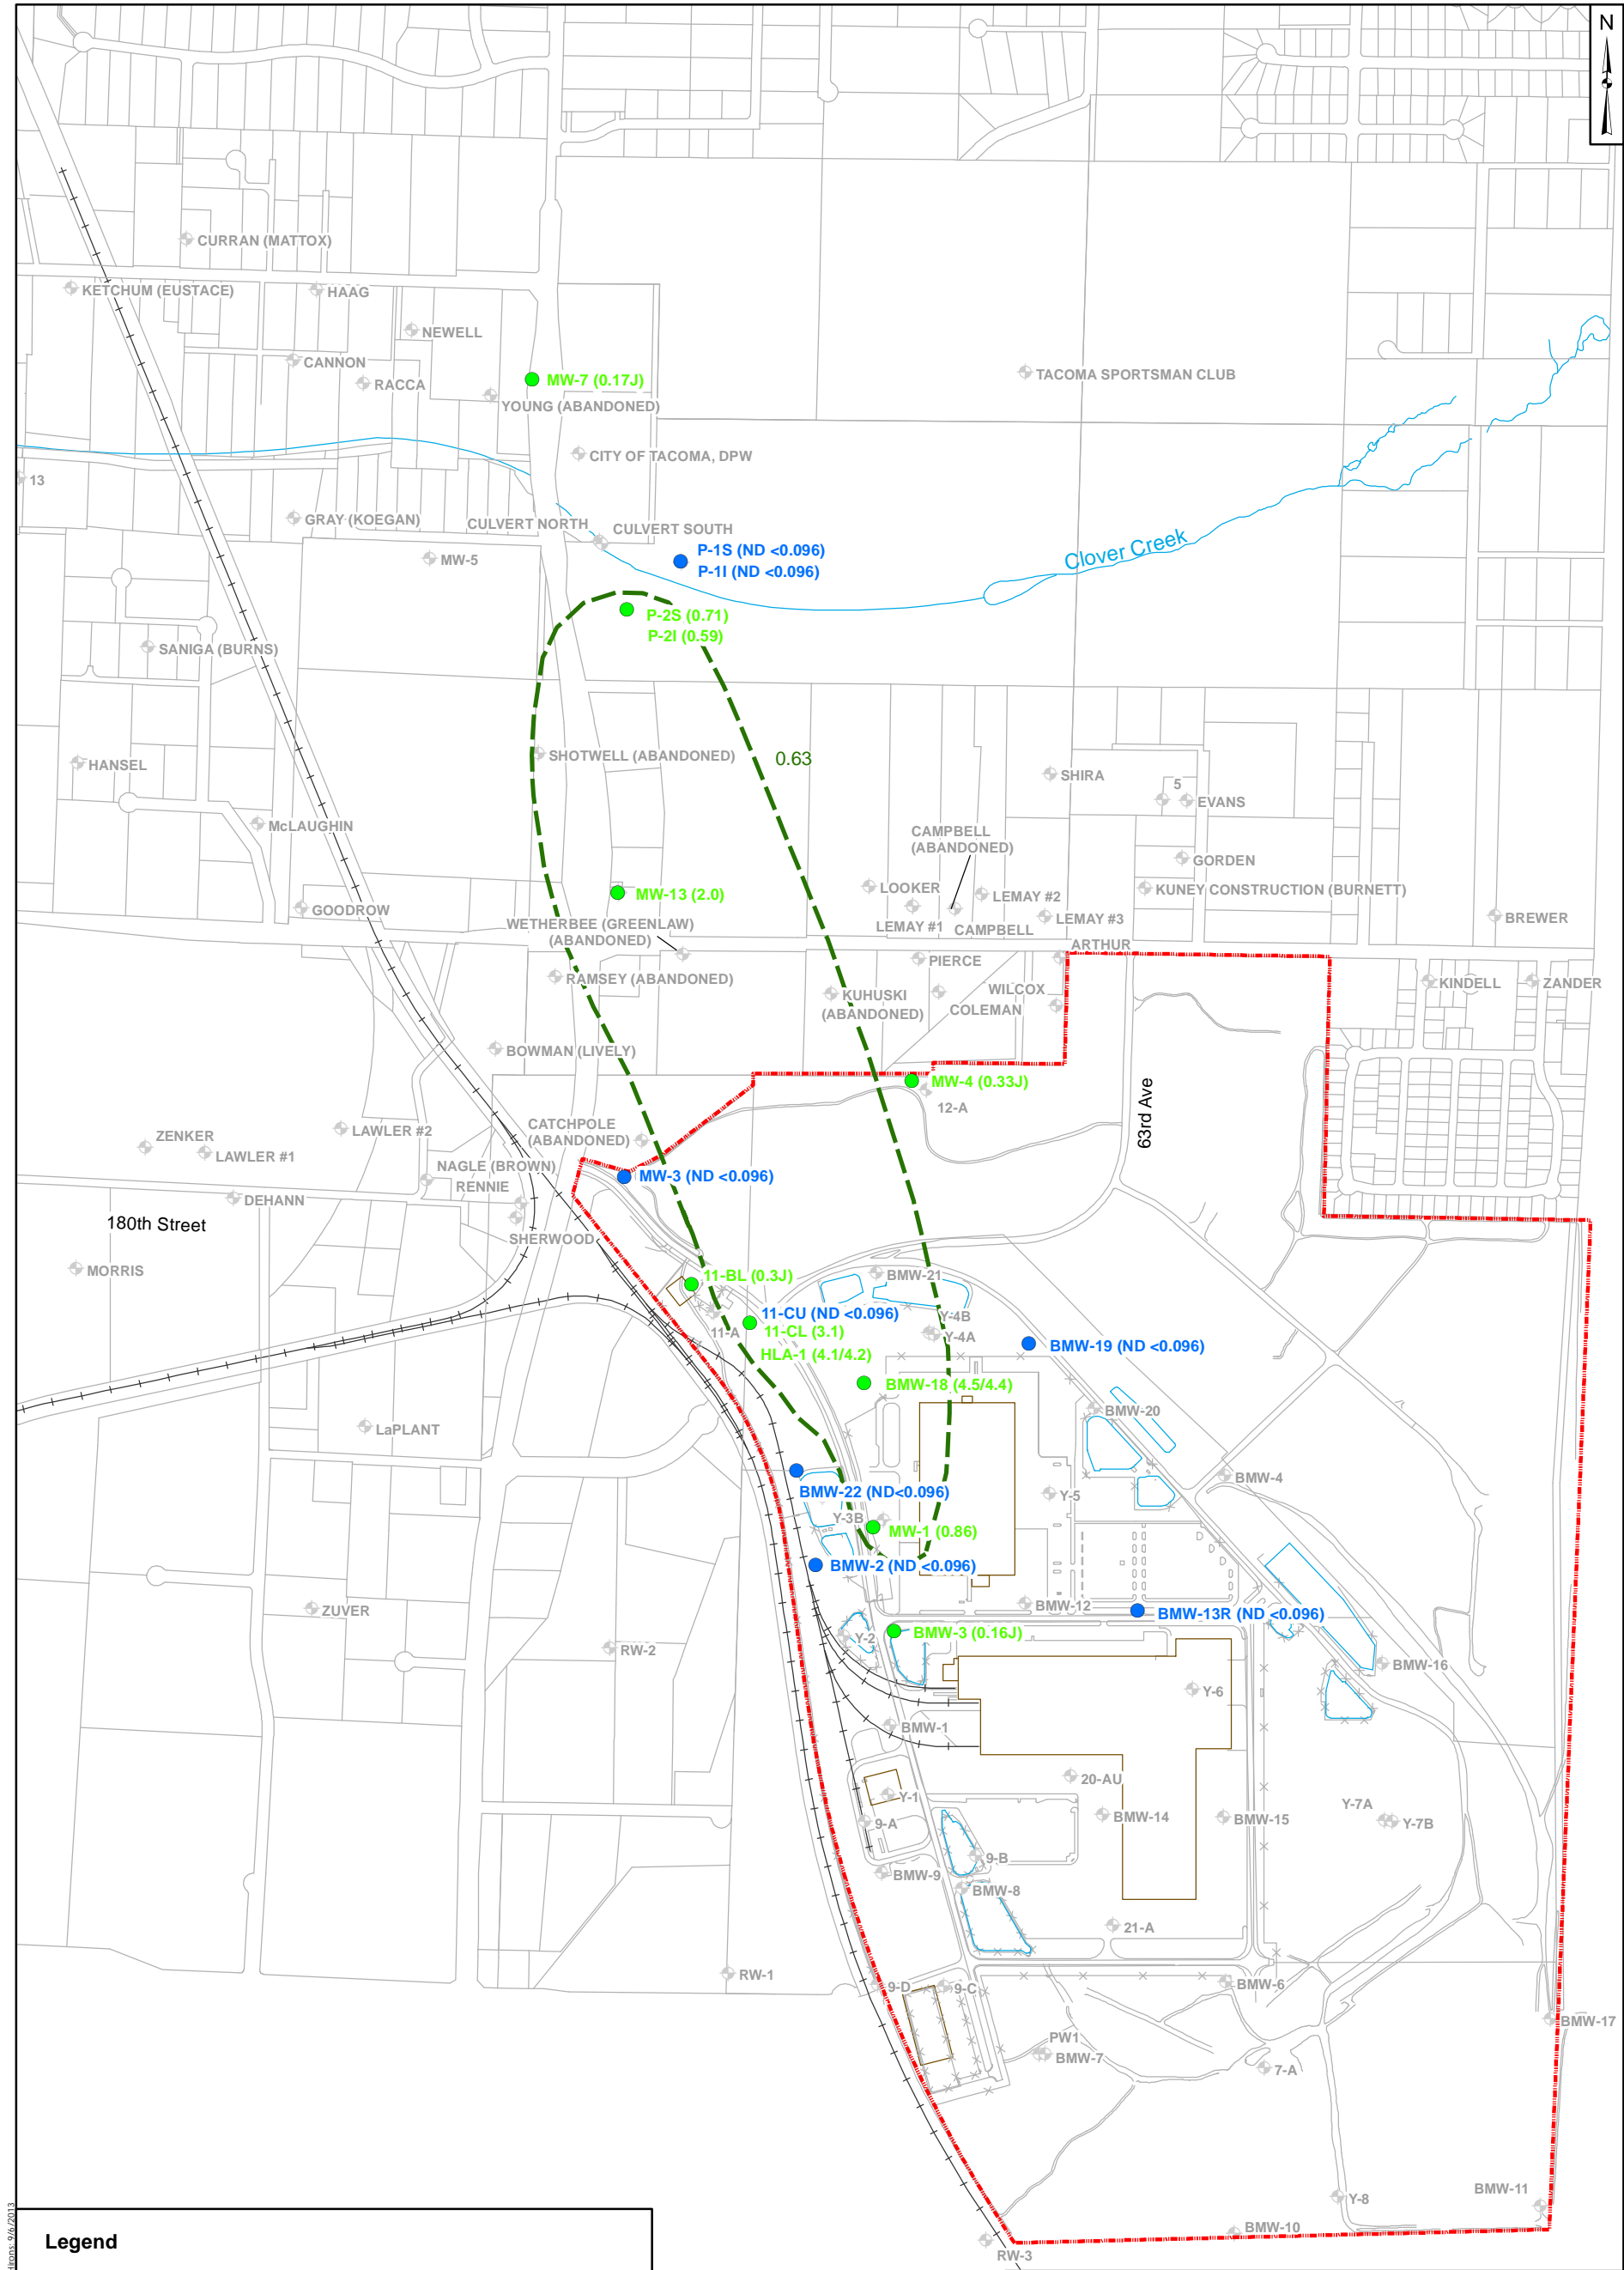 N
CURRAN (MATTOX)
KETCHUM (EUSTACE)
HAAG
NEWELL
CANNON
RACCA
MW-7 (0.17J)
TACOMA SPORTSMAN CLUB
YOUNG (ABANDONED)
CITY OF TACOMA, DPW
13
GRAY (KOEGAN)
CULVERT NORTH
CULVERT SOUTH
MW-5
P-1S (ND <0.096)
P-1I (ND <0.096)
Clover Creek
P-2S (0.71)
P-2I (0.59)
SANIGA (BURNS)
SHOTWELL (ABANDONED)
0.63
HANSEL
SHIRA
5
EVANS
McLAUGHIN
CAMPBELL
(ABANDONED)
GORDEN
LOOKER
LEMAY #2
KUNEY CONSTRUCTION (BURNETT)
MW-13 (2.0)
GOODROW
WETHERBEE (GREENLAW)
(ABANDONED)
LEMAY #1
CAMPBELL
LEMAY #3
BREWER
ARTHUR
PIERCE
RAMSEY (ABANDONED)
KUHUSKI
(ABANDONED)
WILCOX
COLEMAN
KINDELL
ZANDER
BOWMAN (LIVELY)
MW-4 (0.33J)
12-A
63rd Ave
CATCHPOLE
(ABANDONED)
ZENKER
LAWLER #2
LAWLER #1
NAGLE (BROWN)
RENNIE
MW-3 (ND <0.096)
DEHANN
180th Street
SHERWOOD
MORRIS
11-BL (0.3J)
BMW-21
11-CU (ND <0.096)
11-A
11-CL (3.1)
HLA-1 (4.1/4.2)
Y-4B
Y-4A
BMW-19 (ND <0.096)
BMW-18 (4.5/4.4)
BMW-20
LaPLANT
BMW-4
BMW-22 (ND<0.096)
Y-5
Y-3B
MW-1 (0.86)
BMW-2 (ND <0.096)
ZUVER
BMW-12
BMW-13R (ND <0.096)
BMW-3 (0.16J)
Y-2
RW-2
BMW-16
Y-6
BMW-1
20-AU
Y-1
9-A
BMW-14
BMW-15
Y-7A
Y-7B
9-B
BMW-9
BMW-8
21-A
RW-1
9-D
9-C
BMW-6
BMW-17
PW1
BMW-7
7-A
Y-8
BMW-11
BMW-10
RW-3
Legend